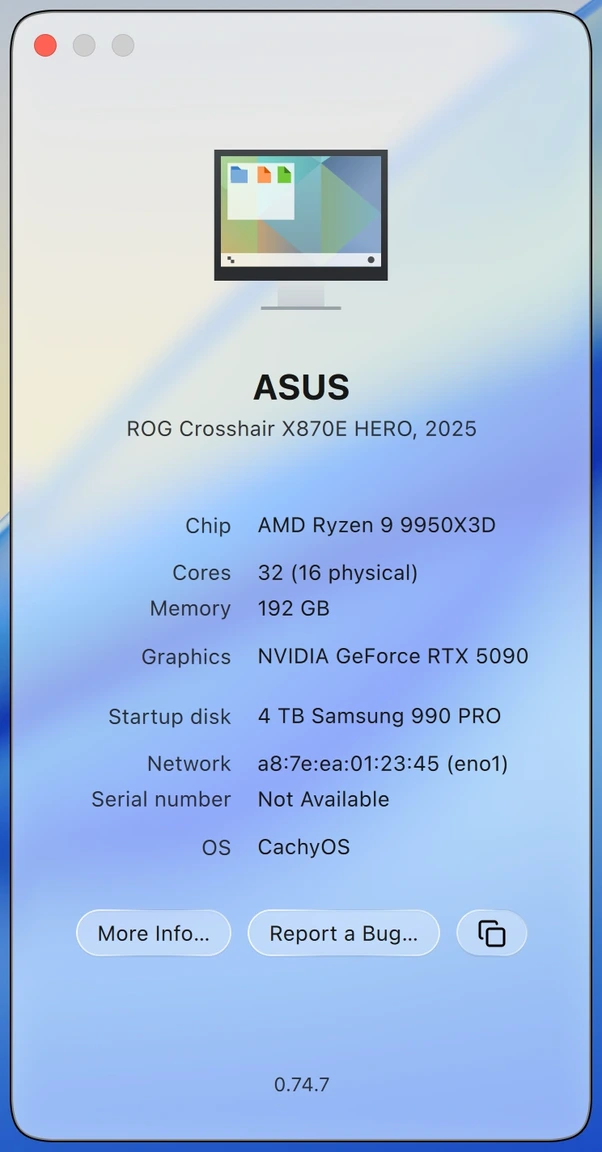 ASUS
ROG Crosshair X870E HERO, 2025
Chip AMD Ryzen 9 9950X3D
Cores 32 (16 physical)
Memory 192 GB
Graphics NVIDIA GeForce RTX 5090
Startup disk 4 TB Samsung 990 PRO
Network a8:7e:ea:01:23:45 (eno1)
Serial number Not Available
OS CachyOS
More Info... Report a Bug...
0.74.7